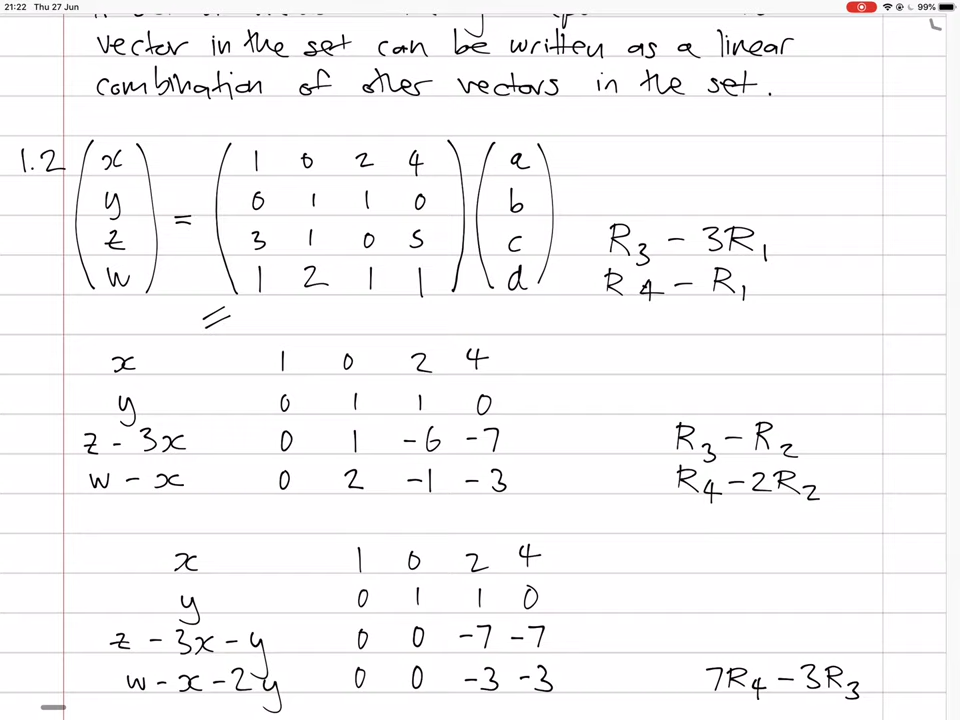 21:22 Thu 27 Jun 99%
vector in the set can be written as a linear
combination of other vectors in the set.
1.2 (x y z w) = (1 0 2 4
0 1 1 0
3 1 0 5
1 2 1 1) (a b c d)
R₃ - 3R₁
R₄ - R₁
=
x 1 0 2 4
y 0 1 1 0
z - 3x 0 1 -6 -7 R₃ - R₂
w - x 0 2 -1 -3 R₄ - 2R₂
x 1 0 2 4
y 0 1 1 0
z - 3x - y 0 0 -7 -7
w - x - 2y 0 0 -3 -3 7R₄ - 3R₃